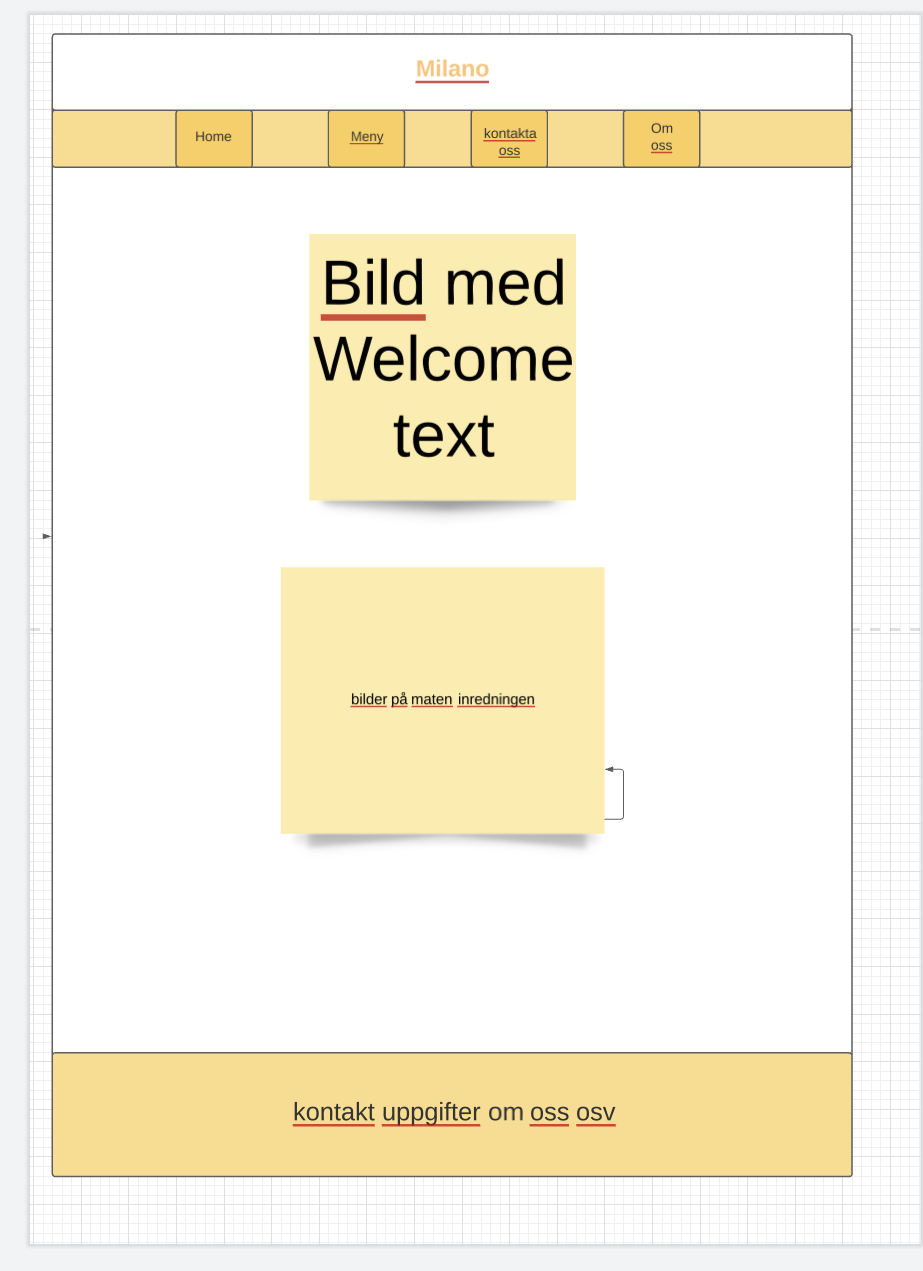 Milano
Home
Meny
kontakta
oss
Om
oss
Bild med
Welcome
text
bilder på maten inredningen
kontakt uppgifter om oss osv